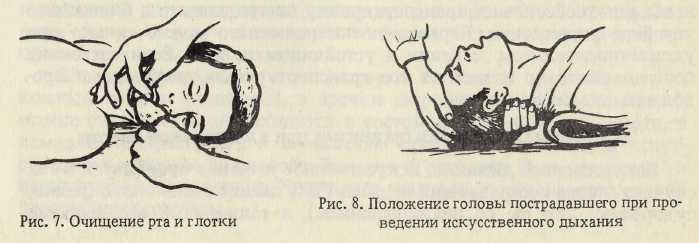 Рис. 7. Очищение рта и глотки
Рис. 8. Положение головы пострадавшего при про-
ведении искусственного дыхания